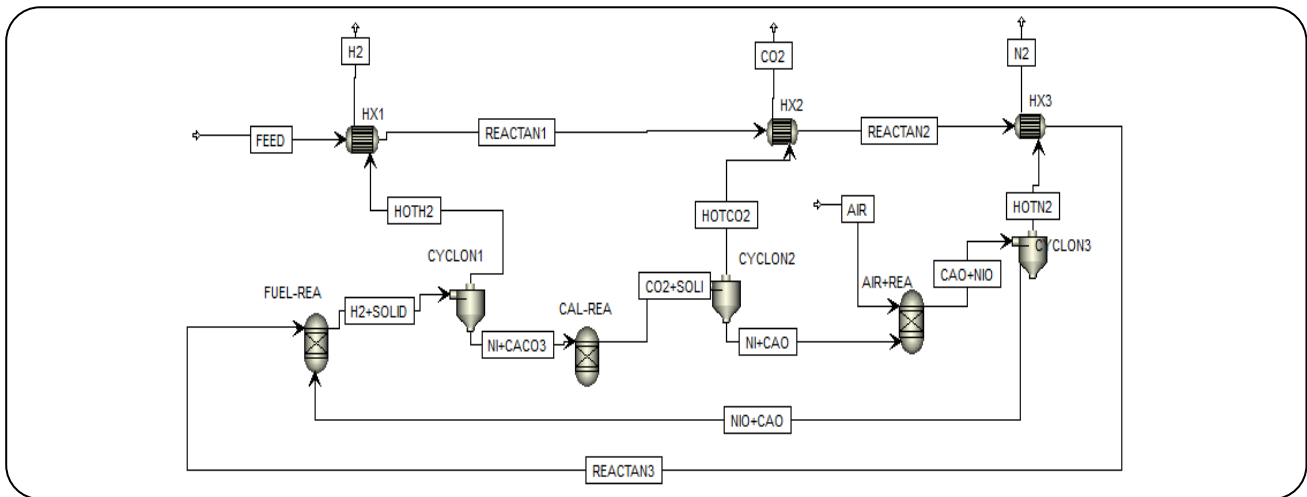 H2
CO2
N2
HX1
HX2
HX3
FEED
REACTAN1
REACTAN2
HOTH2
HOTCO2
AIR
HOTN2
CYCLON1
CYCLON2
CYCLON3
FUEL-REA
H2+SOLID
CAL-REA
CO2+SOLI
AIR+REA
CAO+NIO
NI+CACO3
NI+CAO
NIO+CAO
REACTAN3